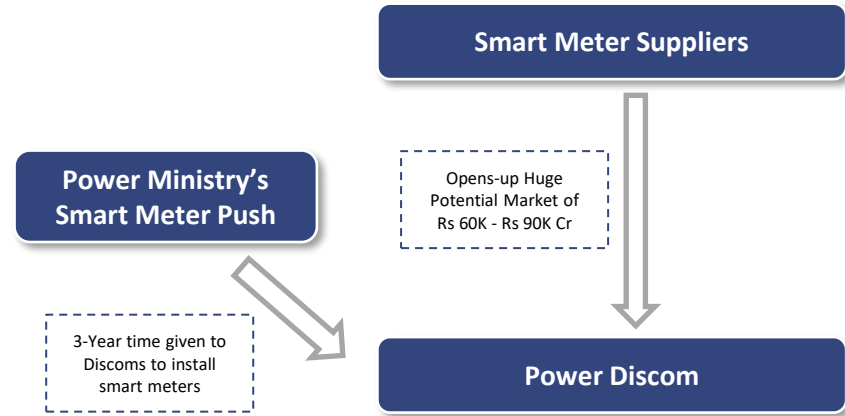 Smart Meter Suppliers
Power Ministry’s
Smart Meter Push
Opens-up Huge
Potential Market of
Rs 60K - Rs 90K Cr
3-Year time given to
Discoms to install
smart meters
Power Discom